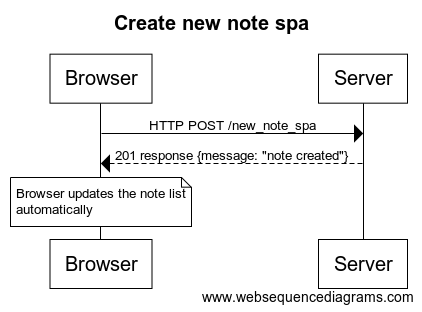 Create new note spa
Browser
Server
HTTP POST /new_note_spa
201 response {message: "note created"}
Browser updates the note list
automatically
Browser
Server
www.websequencediagrams.com